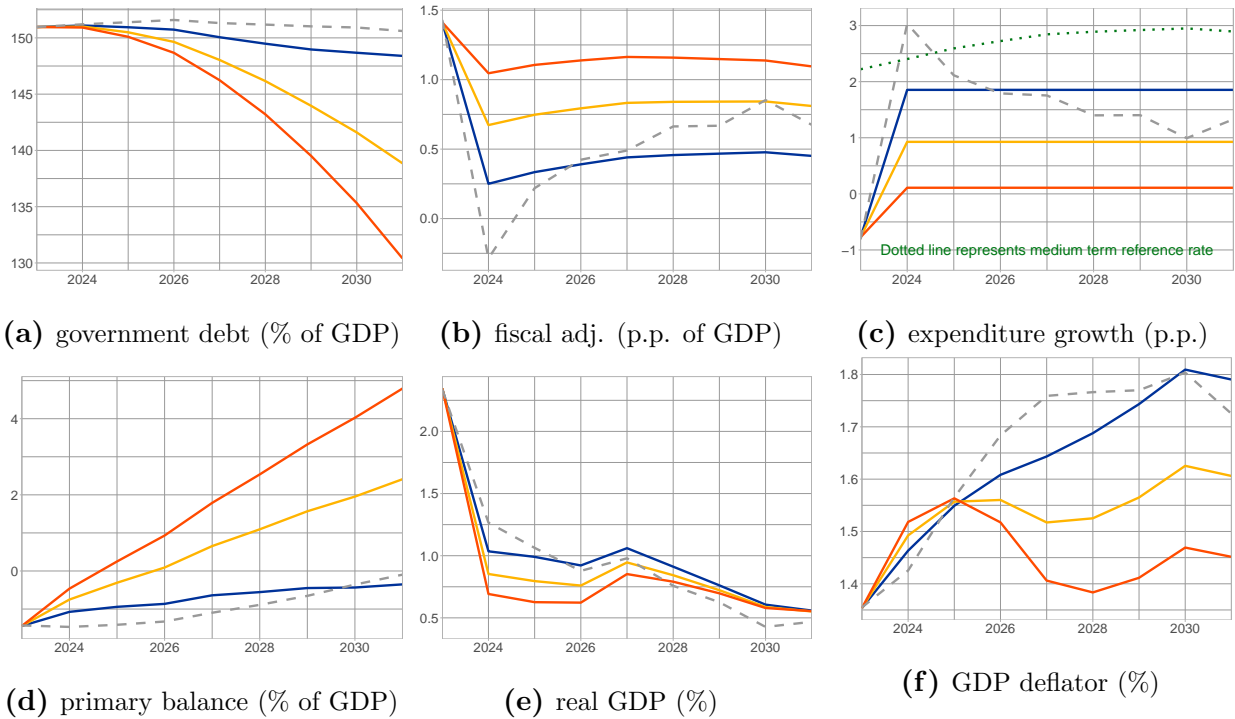 150
145
140
135
130
2024 2026 2028 2030
(a) government debt (% of GDP)
1.5
1.0
0.5
0.0
2024 2026 2028 2030
(b) fiscal adj. (p.p. of GDP)
3
2
1
0
−1
Dotted line represents medium term reference rate
2024 2026 2028 2030
(c) expenditure growth (p.p.)
4
2
0
2024 2026 2028 2030
(d) primary balance (% of GDP)
2.0
1.5
1.0
0.5
2024 2026 2028 2030
(e) real GDP (%)
1.8
1.7
1.6
1.5
1.4
2024 2026 2028 2030
(f) GDP deflator (%)